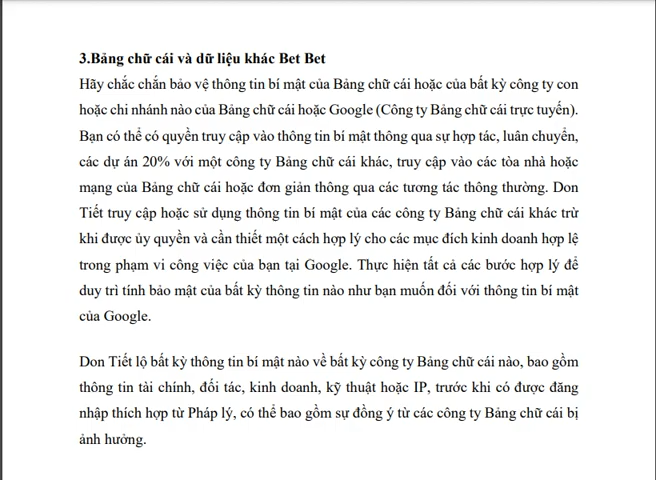 3.Bảng chữ cái và dữ liệu khác Bet Bet
Hãy chắc chắn bảo vệ thông tin bí mật của Bảng chữ cái hoặc của bất kỳ công ty con
hoặc chi nhánh nào của Bảng chữ cái hoặc Google (Công ty Bảng chữ cái trực tuyến).
Bạn có thể có quyền truy cập vào thông tin bí mật thông qua sự hợp tác, luân chuyển,
các dự án 20% với một công ty Bảng chữ cái khác, truy cập vào các tòa nhà hoặc
mạng của Bảng chữ cái hoặc đơn giản thông qua các tương tác thông thường. Don
Tiết truy cập hoặc sử dụng thông tin bí mật của các công ty Bảng chữ cái khác trừ
khi được ủy quyền và cần thiết một cách hợp lý cho các mục đích kinh doanh hợp lệ
trong phạm vi công việc của bạn tại Google. Thực hiện tất cả các bước hợp lý để
duy trì tính bảo mật của bất kỳ thông tin nào như bạn muốn đối với thông tin bí mật
của Google.
Don Tiết lộ bất kỳ thông tin bí mật nào về bất kỳ công ty Bảng chữ cái nào, bao gồm
thông tin tài chính, đối tác, kinh doanh, kỹ thuật hoặc IP, trước khi có được đăng
nhập thích hợp từ Pháp lý, có thể bao gồm sự đồng ý từ các công ty Bảng chữ cái bị
ảnh hưởng.